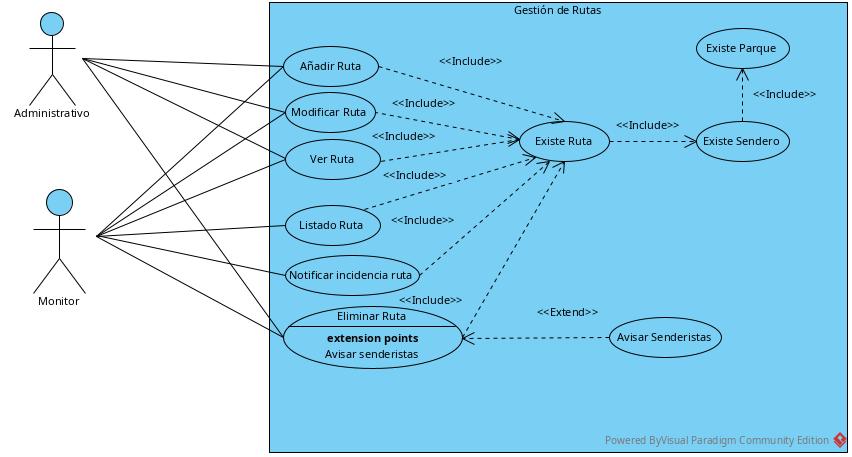 Gestión de Rutas
Administrativo
Monitor
Añadir Ruta
<<Include>>
Existe Parque
<<Include>>
Modificar Ruta
<<Include>>
Existe Ruta
<<Include>>
Existe Sendero
<<Include>>
Ver Ruta
<<Include>>
Listado Ruta
<<Include>>
Notificar incidencia ruta
<<Include>>
Eliminar Ruta
extension points
Avisar senderistas
<<Extend>>
Avisar Senderistas
Powered ByVisual Paradigm Community Edition